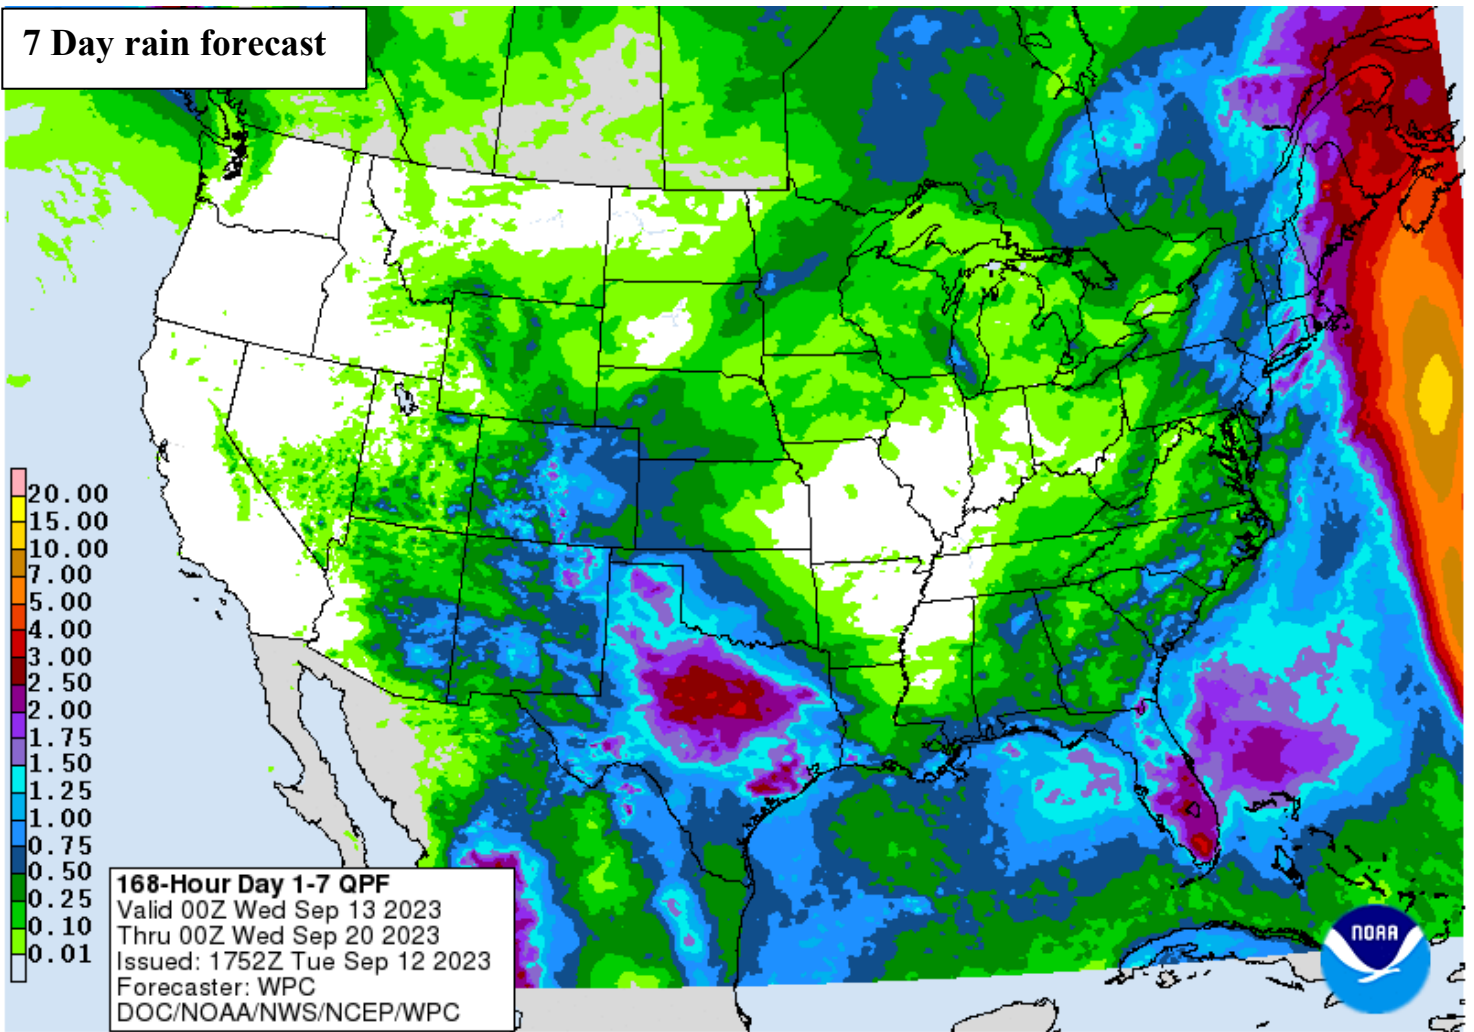 7 Day rain forecast
20.00
15.00
10.00
7.00
5.00
4.00
3.00
2.50
2.00
1.75
1.50
1.25
1.00
0.75
0.50
0.25
0.10
0.01
168-Hour Day 1-7 QPF
Valid 00Z Wed Sep 13 2023
Thru 00Z Wed Sep 20 2023
Issued: 1752Z Tue Sep 12 2023
Forecaster: WPC
DOC/NOAA/NWS/NCEP/WPC
NOAA